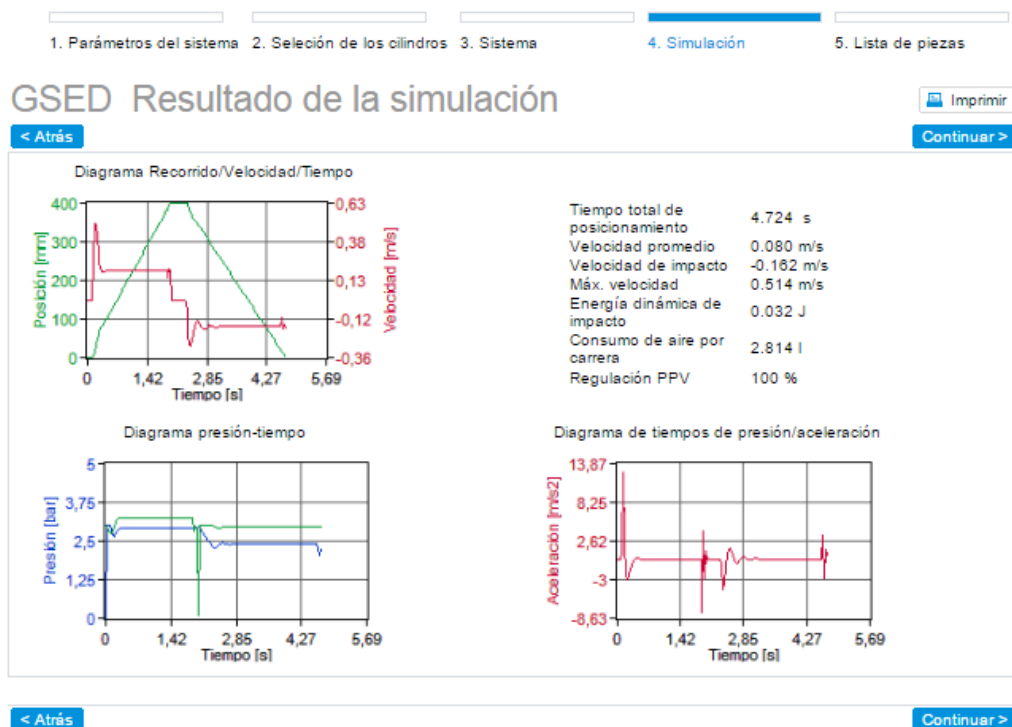 1. Parámetros del sistema 2. Seleción de los cilindros 3. Sistema 4. Simulación 5. Lista de piezas
GSED Resultado de la simulación
Imprimir
< Atrás
Continuar >
Diagrama Recorrido/Velocidad/Tiempo
400
300
200
100
0
Posición [mm]
0,63
0,38
0,13
-0,12
-0,36
Velocidad [m/s]
0 1,42 2,85 4,27 5,69
Tiempo [s]
Tiempo total de
posicionamiento 4.724 s
Velocidad promedio 0.080 m/s
Velocidad de impacto -0.162 m/s
Máx. velocidad 0.514 m/s
Energía dinámica de
impacto 0.032 J
Consumo de aire por
carrera 2.814 l
Regulación PPV 100 %
Diagrama presión-tiempo
5
3,75
2,5
1,25
0
Presión [bar]
0 1,42 2,85 4,27 5,69
Tiempo [s]
Diagrama de tiempos de presión/aceleración
13,87
8,25
2,62
-3
-8,63
Aceleración [m/s2]
0 1,42 2,85 4,27 5,69
Tiempo [s]
< Atrás
Continuar >